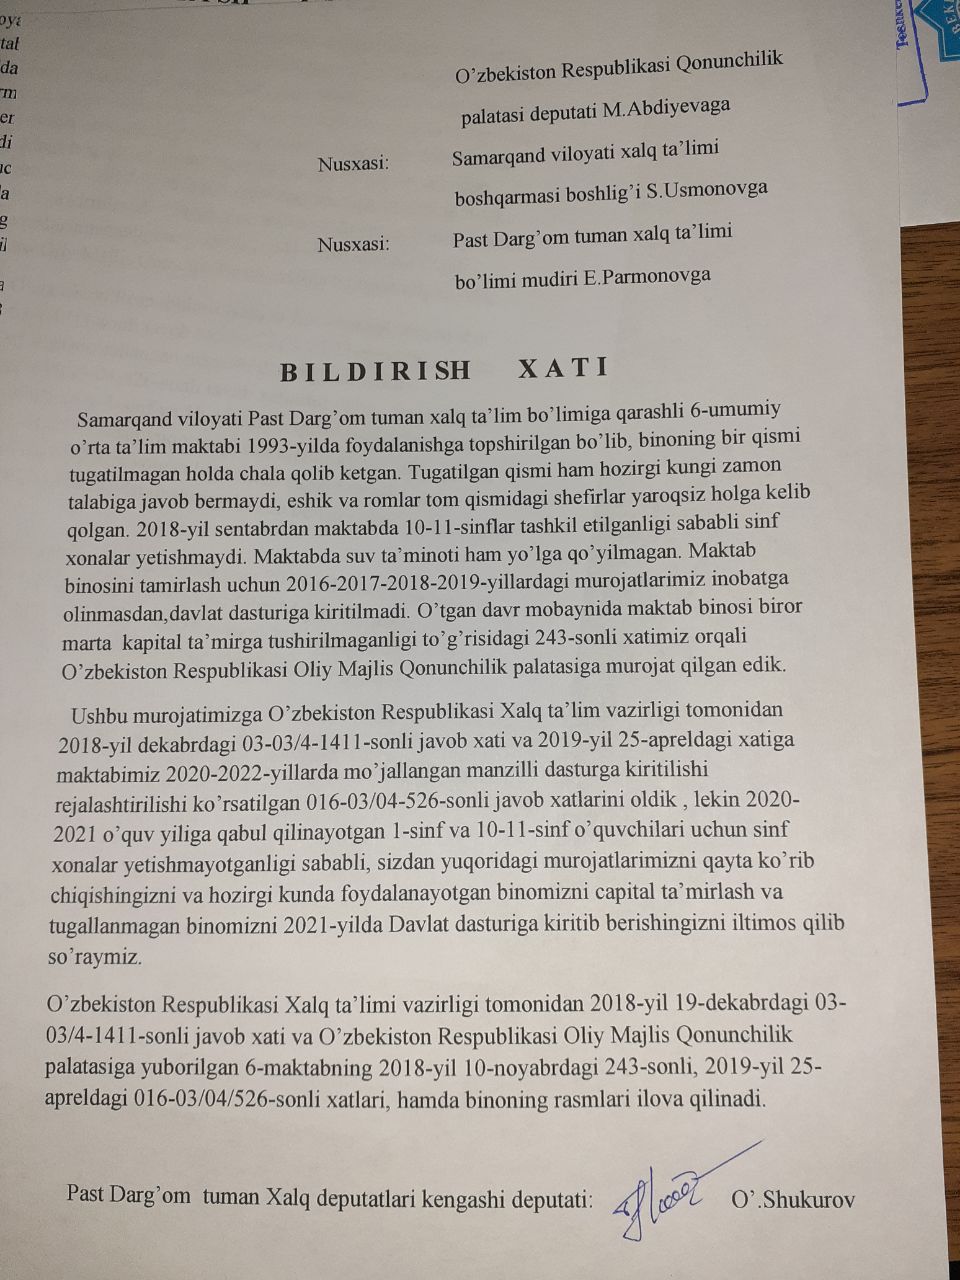 O'zbekiston Respublikasi Qonunchilik
palatasi deputati M.Abdiyevaga
Nusxasi: Samarqand viloyati xalq ta'limi
boshqarmasi boshlig'i S.Usmonovga
Nusxasi: Past Darg'om tuman xalq ta'limi
bo'limi mudiri E.Parmonovga
BILDIRISH XATI
Samarqand viloyati Past Darg'om tuman xalq ta'lim bo'limiga qarashli 6-umumiy
o'rta ta'lim maktabi 1993-yilda foydalanishga topshirilgan bo'lib, binoning bir qismi
tugatilmagan holda chala qolib ketgan. Tugatilgan qismi ham hozirgi kungi zamon
talabiga javob bermaydi, eshik va romlar tom qismidagi shefirlar yaroqsiz holga kelib
qolgan. 2018-yil sentabrdan maktabda 10-11-sinflar tashkil etilganligi sababli sinf
xonalar yetishmaydi. Maktabda suv ta'minoti ham yo'lga qo'yilmagan. Maktab
binosini tamirlash uchun 2016-2017-2018-2019-yillardagi murojatlarimiz inobatga
olinmasdan,davlat dasturiga kiritilmadi. O'tgan davr mobaynida maktab binosi biror
marta kapital ta'mirga tushirilmaganligi to'g'risidagi 243-sonli xatimiz orqali
O'zbekiston Respublikasi Oliy Majlis Qonunchilik palatasiga murojat qilgan edik.
Ushbu murojatimizga O'zbekiston Respublikasi Xalq ta'lim vazirligi tomonidan
2018-yil dekabrdagi 03-03/4-1411-sonli javob xati va 2019-yil 25-apreldagi xatiga
maktabimiz 2020-2022-yillarda mo'jallangan manzilli dasturga kiritilishi
rejalashtirilishi ko'rsatilgan 016-03/04-526-sonli javob xatlarini oldik , lekin 2020-
2021 o'quv yiliga qabul qilinayotgan 1-sinf va 10-11-sinf o'quvchilari uchun sinf
xonalar yetishmayotganligi sababli, sizdan yuqoridagi murojatlarimizni qayta ko'rib
chiqishingizni va hozirgi kunda foydalanayotgan binomizni capital ta'mirlash va
tugallanmagan binomizni 2021-yilda Davlat dasturiga kiritib berishingizni iltimos qilib
so'raymiz.
O'zbekiston Respublikasi Xalq ta'limi vazirligi tomonidan 2018-yil 19-dekabrdagi 03-
03/4-1411-sonli javob xati va O'zbekiston Respublikasi Oliy Majlis Qonunchilik
palatasiga yuborilgan 6-maktabning 2018-yil 10-noyabrdagi 243-sonli, 2019-yil 25-
apreldagi 016-03/04/526-sonli xatlari, hamda binoning rasmlari ilova qilinadi.
Past Darg'om tuman Xalq deputatlari kengashi deputati: O'.Shukurov